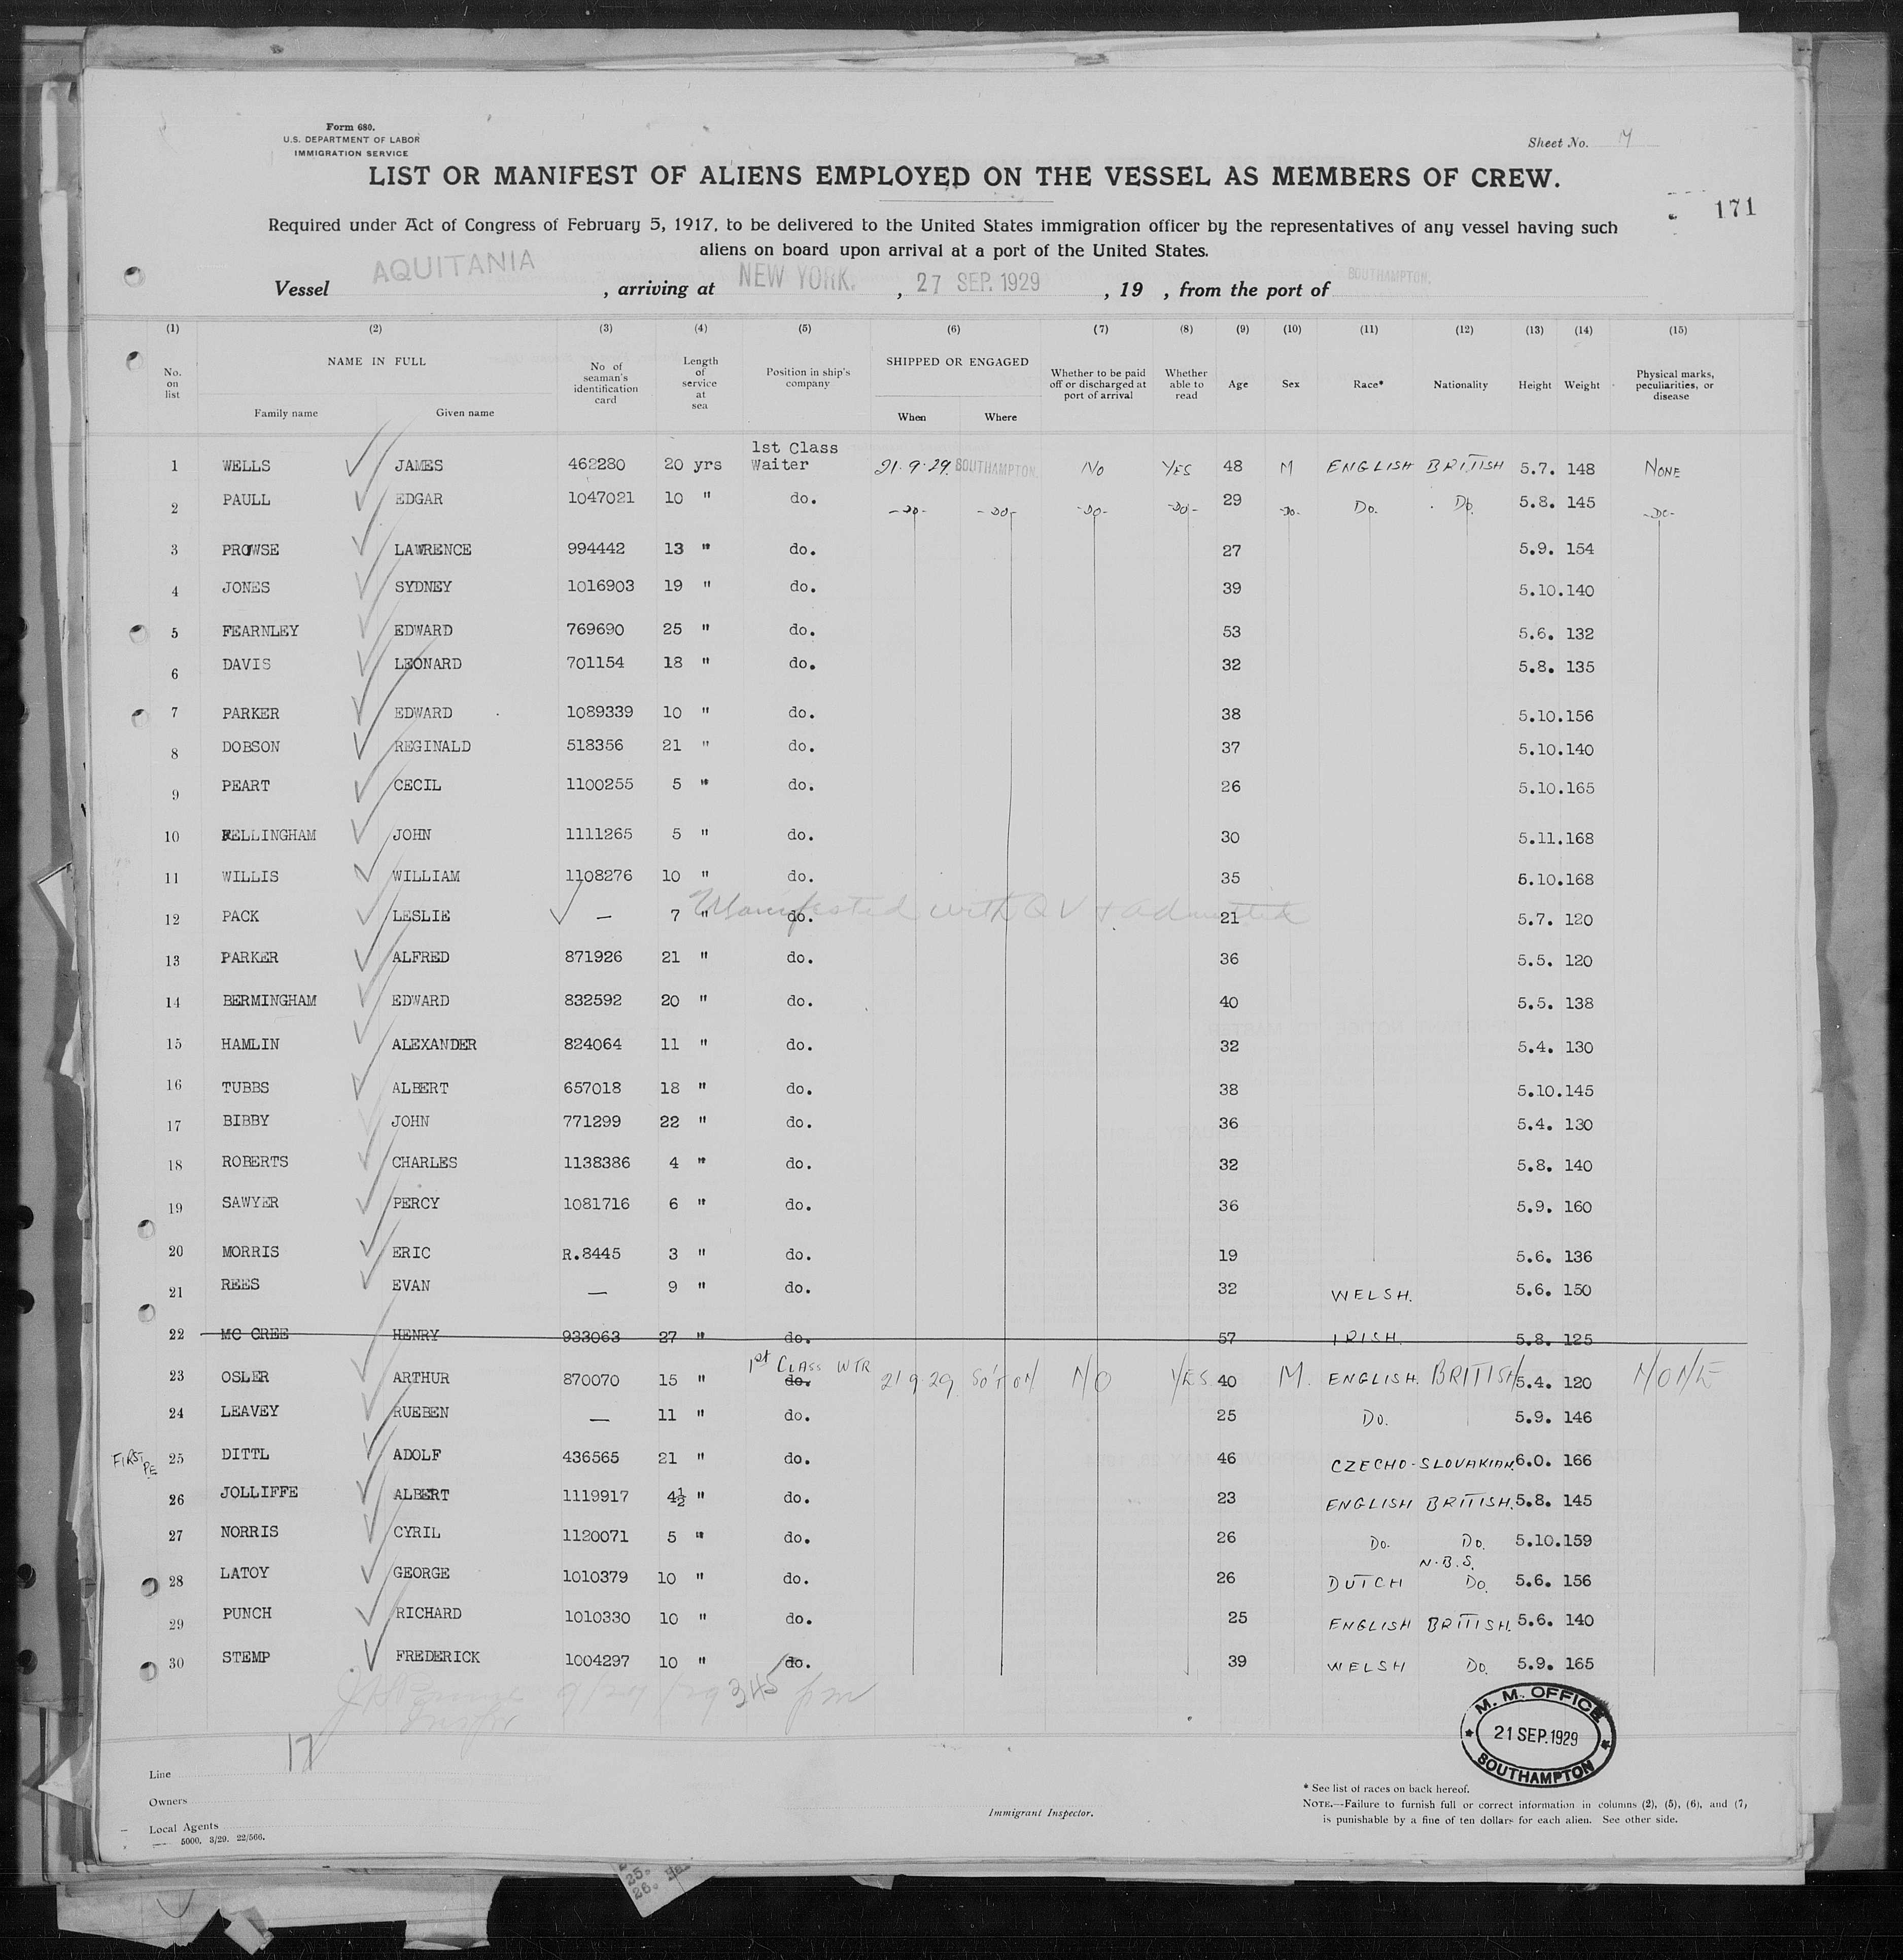 Form 680.
U.S. DEPARTMENT OF LABOR
IMMIGRATION SERVICE
Sheet No.
LIST OR MANIFEST OF ALIENS EMPLOYED ON THE VESSEL AS MEMBERS OF CREW.
171
Required under Act of Congress of February 5, 1917, to be delivered to the United States immigration officer by the representatives of any vessel having such
aliens on board upon arrival at a port of the United States.
Vessel AQUITANIA, arriving at NEW YORK., 27 SEP. 1929, 19 , from the port of SOUTHAMPTON.
(1) (2) (3) (4) (5) (6) (7) (8) (9) (10) (11) (12) (13) (14) (15)
No. on list NAME IN FULL No of seaman's identification card Length of service at sea Position in ship's company SHIPPED OR ENGAGED Whether to be paid off or discharged at port of arrival Whether able to read Age Sex Race* Nationality Height Weight Physical marks, peculiarities, or disease
Family name Given name When Where
1 WELLS JAMES 462280 20 yrs 1st Class Waiter 21.9.29. SOUTHAMPTON. NO YES 48 M ENGLISH BRITISH 5.7. 148 NONE
2 PAULL EDGAR 1047021 10 " do. -DO- -DO- -DO- -DO- 29 -DO- DO. DO. 5.8. 145 -DO-
3 PROWSE LAWRENCE 994442 13 " do. 27 5.9. 154
4 JONES SYDNEY 1016903 19 " do. 39 5.10. 140
5 FEARNLEY EDWARD 769690 25 " do. 53 5.6. 132
6 DAVIS LEONARD 701154 18 " do. 32 5.8. 135
7 PARKER EDWARD 1089339 10 " do. 38 5.10. 156
8 DOBSON REGINALD 518356 21 " do. 37 5.10. 140
9 PEART CECIL 1100255 5 " do. 26 5.10. 165
10 FELLINGHAM JOHN 1111265 5 " do. 30 5.11. 168
11 WILLIS WILLIAM 1108276 10 " do. 35 5.10. 168
Manifested with QV + admitted
12 PACK LESLIE — 7 " do. 21 5.7. 120
13 PARKER ALFRED 871926 21 " do. 36 5.5. 120
14 BERMINGHAM EDWARD 832592 20 " do. 40 5.5. 138
15 HAMLIN ALEXANDER 824064 11 " do. 32 5.4. 130
16 TUBBS ALBERT 657018 18 " do. 38 5.10. 145
17 BIBBY JOHN 771299 22 " do. 36 5.4. 130
18 ROBERTS CHARLES 1138386 4 " do. 32 5.8. 140
19 SAWYER PERCY 1081716 6 " do. 36 5.9. 160
20 MORRIS ERIC R.8445 3 " do. 19 5.6. 136
21 REES EVAN — 9 " do. 32 WELSH. 5.6. 150
22 MC CREE HENRY 933063 27 " do. 57 IRISH. 5.8. 125
23 OSLER ARTHUR 870070 15 " do. 1st CLASS WTR 21 9 29 SO'TON NO YES 40 M. ENGLISH. BRITISH 5.4. 120 NONE
24 LEAVEY RUEBEN — 11 " do. 25 DO. 5.9. 146
FIRST P.E 25 DITTL ADOLF 436565 21 " do. 46 CZECHO-SLOVAKIAN 6.0. 166
26 JOLLIFFE ALBERT 1119917 4½ " do. 23 ENGLISH BRITISH. 5.8. 145
27 NORRIS CYRIL 1120071 5 " do. 26 DO. DO. 5.10. 159
28 LATOY GEORGE 1010379 10 " do. 26 DUTCH N.B.S. DO. 5.6. 156
29 PUNCH RICHARD 1010330 10 " do. 25 ENGLISH BRITISH. 5.6. 140
30 STEMP FREDERICK 1004297 10 " do. 39 WELSH DO. 5.9. 165
345
M. M. OFFICE
21 SEP. 1929
SOUTHAMPTON
17
Line
Owners
Local Agents
5000. 3/29. 22/566.
Immigrant Inspector.
* See list of races on back hereof.
NOTE.—Failure to furnish full or correct information in columns (2), (5), (6), and (7)
is punishable by a fine of ten dollars for each alien. See other side.
25.
26.